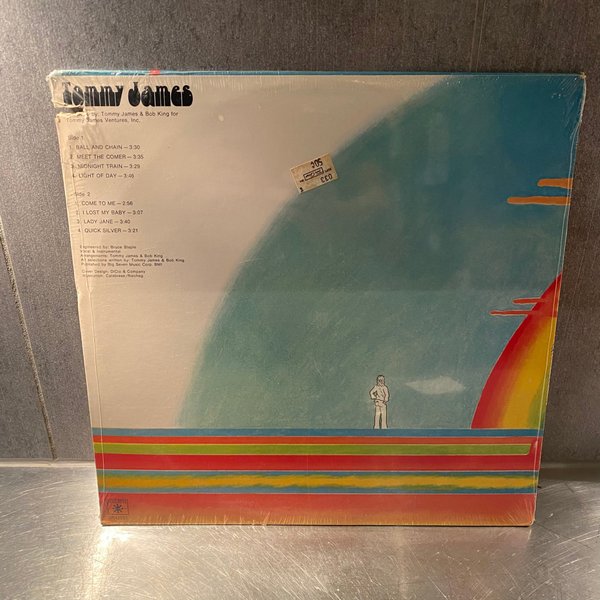 Tommy James
by: Tommy James & Bob King for
Tommy James Ventures, Inc.
Side 1
1. BALL AND CHAIN — 3:30
2. MEET THE COMER — 3:35
3. MIDNIGHT TRAIN — 3:29
4. LIGHT OF DAY — 3:46
Side 2
1. COME TO ME — 2:56
2. I LOST MY BABY — 3:07
3. LADY JANE — 3:40
4. QUICK SILVER — 3:21
Engineered by: Bruce Staple
Vocal & Instrumental
Arrangements: Tommy James & Bob King
All selections written by: Tommy James & Bob King
Published by Big Seven Music Corp. BMI
Cover Design: & Company